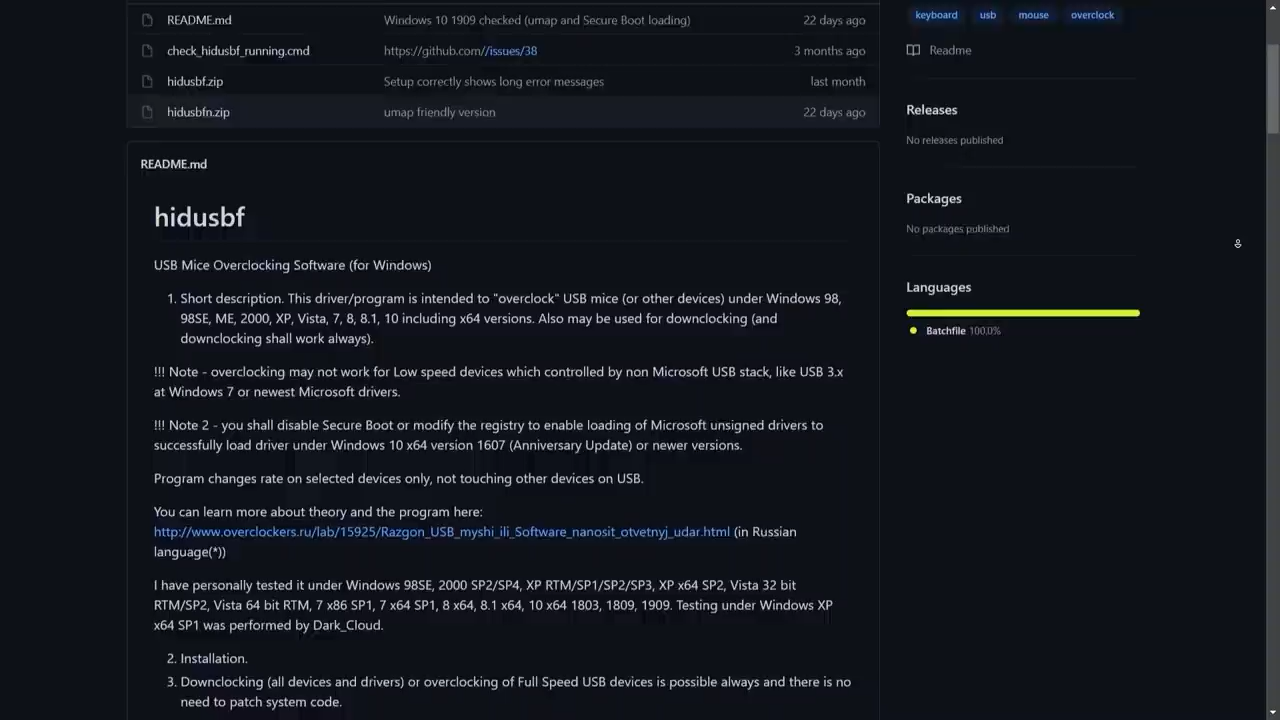 README.md Windows 10 1909 checked (umap and Secure Boot loading) 22 days ago
check_hidusbf_running.cmd https://github.com//issues/38 3 months ago
hidusbf.zip Setup correctly shows long error messages last month
hidusbfn.zip umap friendly version 22 days ago
README.md
hidusbf
USB Mice Overclocking Software (for Windows)
1. Short description. This driver/program is intended to "overclock" USB mice (or other devices) under Windows 98,
98SE, ME, 2000, XP, Vista, 7, 8, 8.1, 10 including x64 versions. Also may be used for downclocking (and
downclocking shall work always).
!!! Note - overclocking may not work for Low speed devices which controlled by non Microsoft USB stack, like USB 3.x
at Windows 7 or newest Microsoft drivers.
!!! Note 2 - you shall disable Secure Boot or modify the registry to enable loading of Microsoft unsigned drivers to
successfully load driver under Windows 10 x64 version 1607 (Anniversary Update) or newer versions.
Program changes rate on selected devices only, not touching other devices on USB.
You can learn more about theory and the program here:
http://www.overclockers.ru/lab/15925/Razgon_USB_myshi_ili_Software_nanosit_otvetnyj_udar.html (in Russian
language(*))
I have personally tested it under Windows 98SE, 2000 SP2/SP4, XP RTM/SP1/SP2/SP3, XP x64 SP2, Vista 32 bit
RTM/SP2, Vista 64 bit RTM, 7 x86 SP1, 7 x64 SP1, 8 x64, 8.1 x64, 10 x64 1803, 1809, 1909. Testing under Windows XP
x64 SP1 was performed by Dark_Cloud.
2. Installation.
3. Downclocking (all devices and drivers) or overclocking of Full Speed USB devices is possible always and there is no
need to patch system code.
keyboard usb mouse overclock
Readme
Releases
No releases published
Packages
No packages published
Languages
Batchfile 100.0%